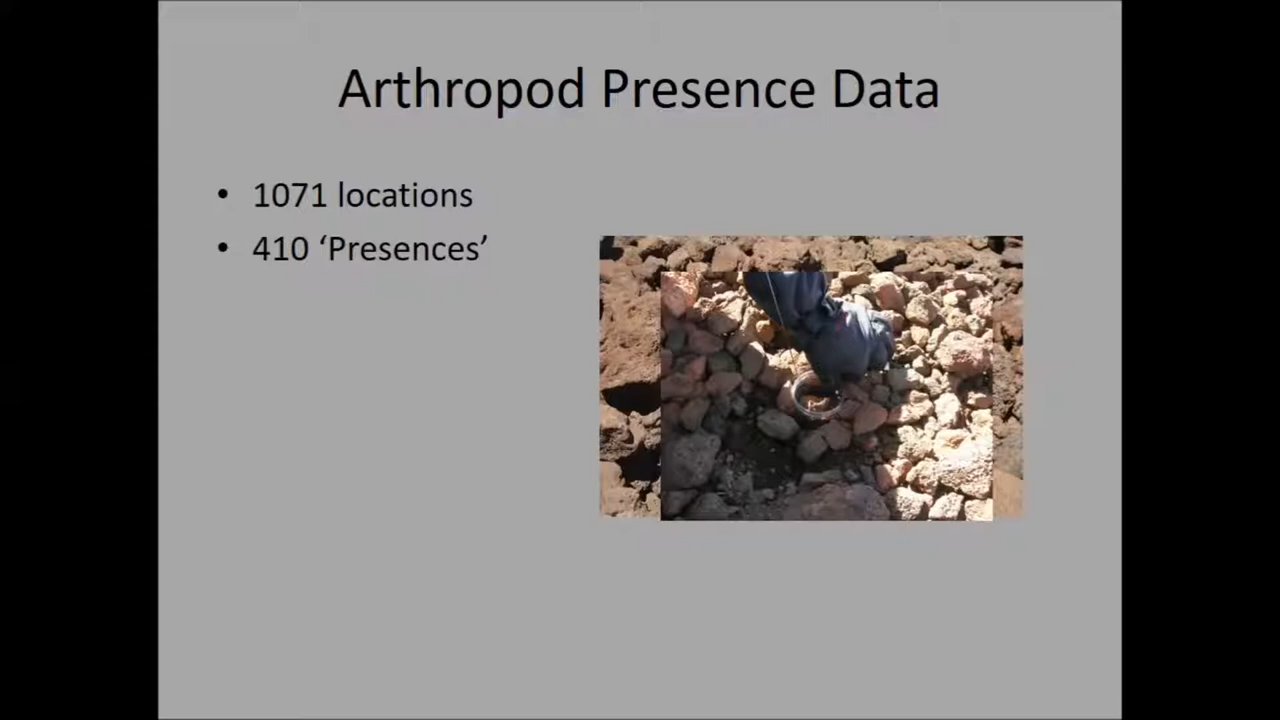 Arthropod Presence Data
• 1071 locations
• 410 ‘Presences’